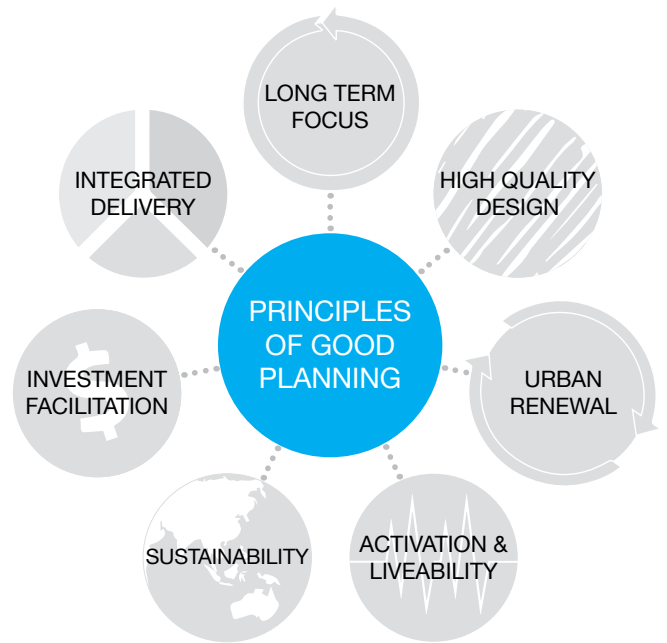 LONG TERM
FOCUS
HIGH QUALITY
DESIGN
URBAN
RENEWAL
ACTIVATION &
LIVEABILITY
SUSTAINABILITY
INVESTMENT
FACILITATION
INTEGRATED
DELIVERY
PRINCIPLES
OF GOOD
PLANNING
$